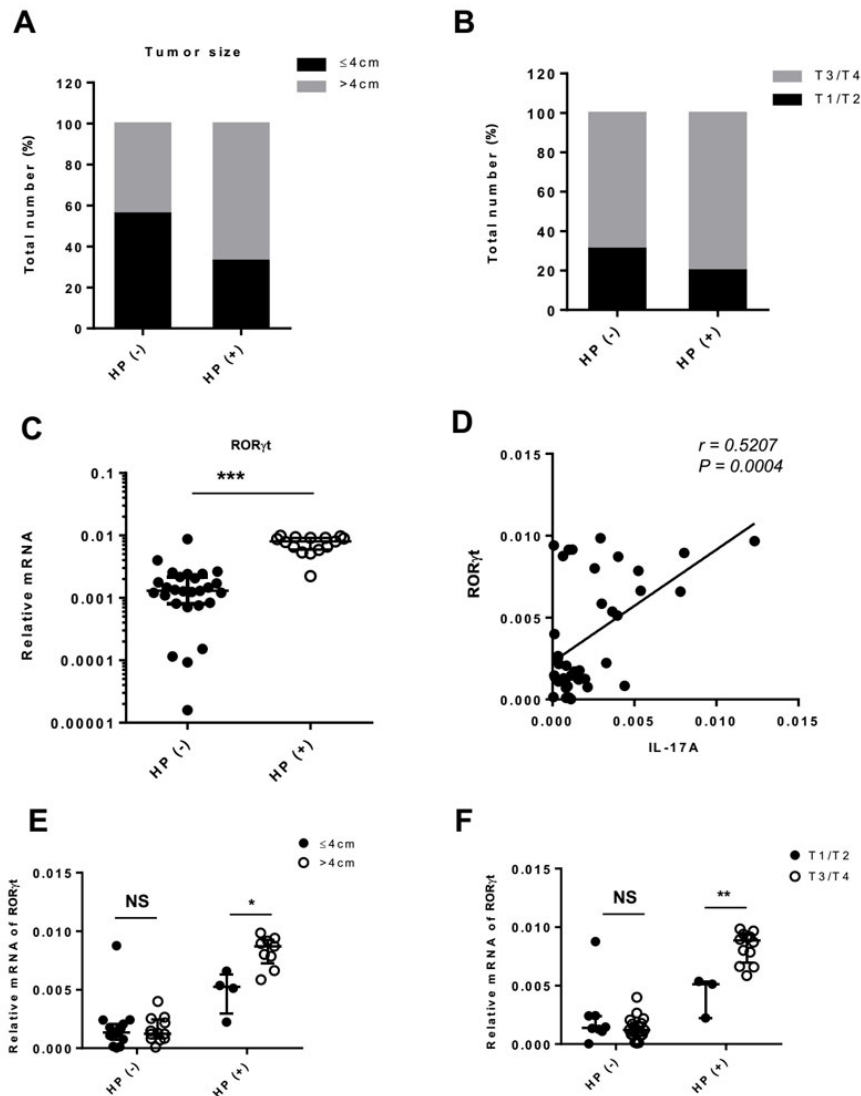 A
Tumor size
≤4cm
>4cm
120
100
80
60
40
20
0
Total number (%)
HP (-)
HP (+)
B
T3/T4
T1/T2
120
100
80
60
40
20
0
Total number (%)
HP (-)
HP (+)
C
RORγt
***
0.1
0.01
0.001
0.0001
0.00001
Relative mRNA
HP (-)
HP (+)
D
r = 0.5207
P = 0.0004
0.015
0.010
0.005
0.000
RORγt
0.000
0.005
0.010
0.015
IL-17A
E
≤4cm
>4cm
0.015
0.010
0.005
0.000
Relative mRNA of RORγt
NS
*
HP (-)
HP (+)
F
T1/T2
T3/T4
0.015
0.010
0.005
0.000
Relative mRNA of RORγt
NS
**
HP (-)
HP (+)